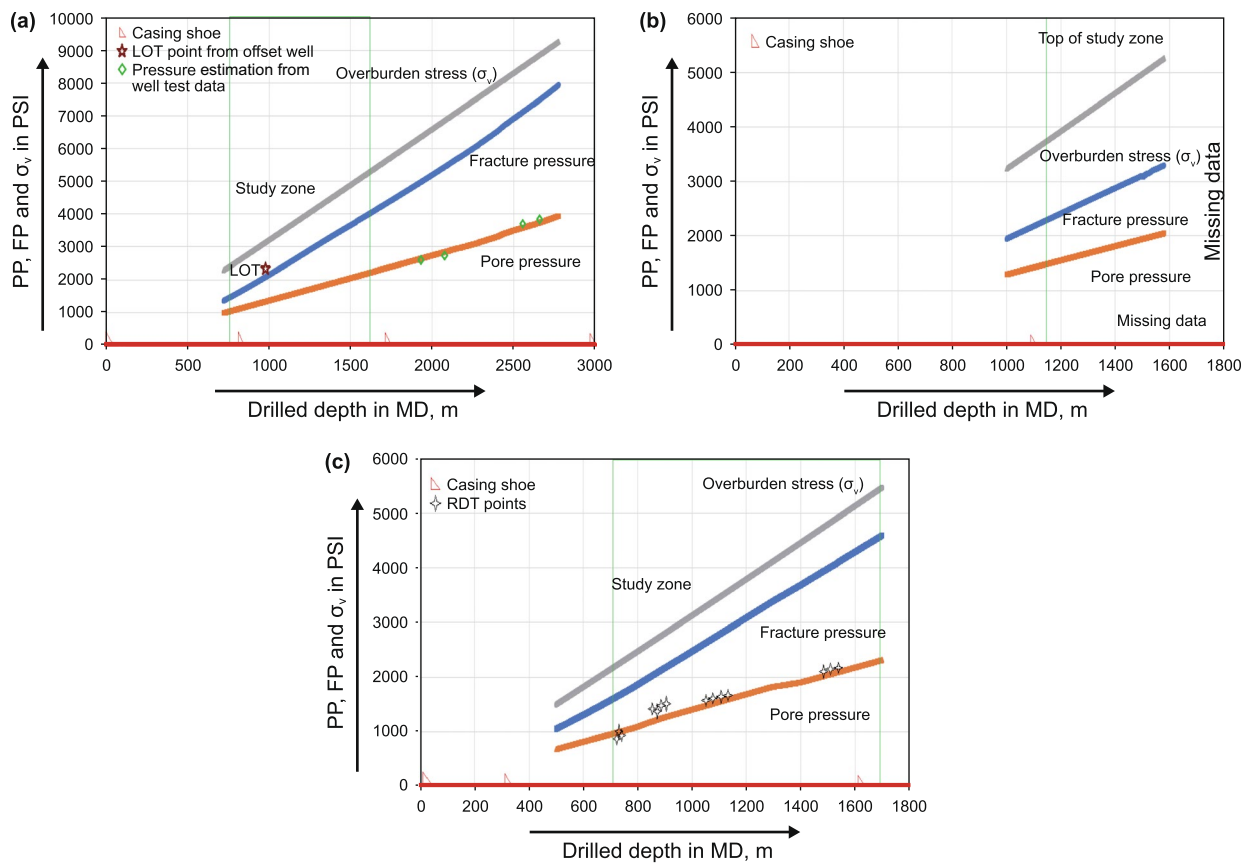 (a)
10000
9000
8000
7000
6000
5000
4000
3000
2000
1000
0
PP, FP and σv in PSI
Casing shoe
LOT point from offset well
Pressure estimation from
well test data
Overburden stress (σv)
Fracture pressure
Study zone
LOT
Pore pressure
0 500 1000 1500 2000 2500 3000
Drilled depth in MD, m
(b)
6000
5000
4000
3000
2000
1000
0
PP, FP and σv in PSI
Casing shoe
Top of study zone
Overburden stress (σv)
Fracture pressure
Pore pressure
Missing data
Missing data
0 200 400 600 800 1000 1200 1400 1600 1800
Drilled depth in MD, m
(c)
6000
5000
4000
3000
2000
1000
0
PP, FP and σv in PSI
Casing shoe
RDT points
Overburden stress (σv)
Study zone
Fracture pressure
Pore pressure
0 200 400 600 800 1000 1200 1400 1600 1800
Drilled depth in MD, m